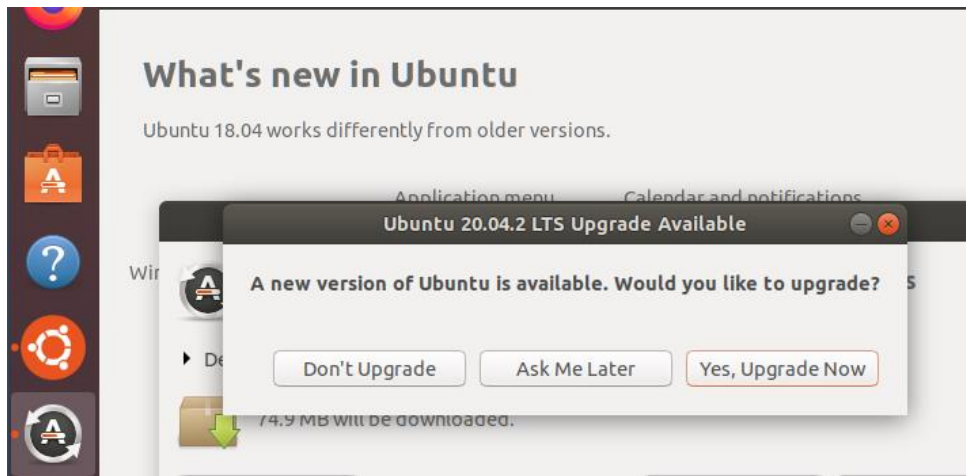 What's new in Ubuntu
Ubuntu 18.04 works differently from older versions.
Application menu
Calendar and notifications
Ubuntu 20.04.2 LTS Upgrade Available
A new version of Ubuntu is available. Would you like to upgrade?
Don't Upgrade
Ask Me Later
Yes, Upgrade Now
74.9 MB will be downloaded.